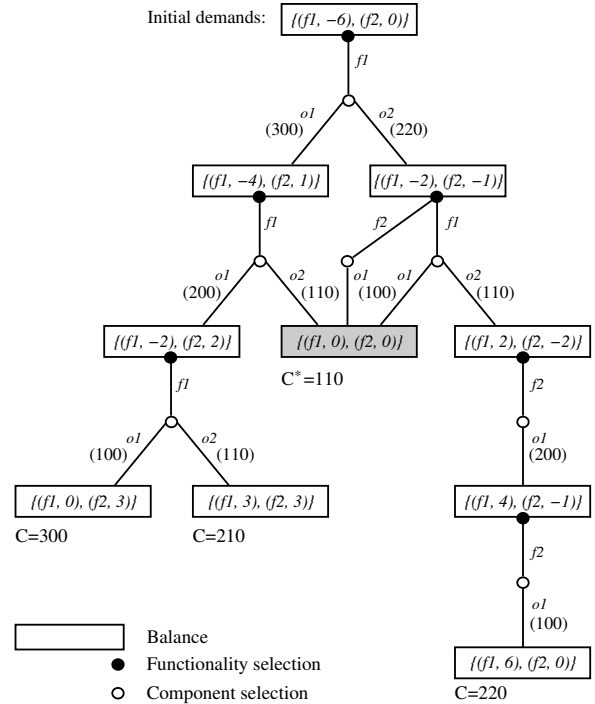 Initial demands: {(f1, −6), (f2, 0)}
f1
o1 o2
(300) (220)
{(f1, −4), (f2, 1)} {(f1, −2), (f2, −1)}
f1 f2 f1
o1 o2 o1 o1 o2
(200) (110) (100) (110)
{(f1, −2), (f2, 2)} {(f1, 0), (f2, 0)} {(f1, 2), (f2, −2)}
C*=110
f1 f2
o1 o2 o1
(100) (110) (200)
{(f1, 0), (f2, 3)} {(f1, 3), (f2, 3)} {(f1, 4), (f2, −1)}
C=300 C=210
f2
o1
(100)
Balance
Functionality selection
{(f1, 6), (f2, 0)}
Component selection
C=220